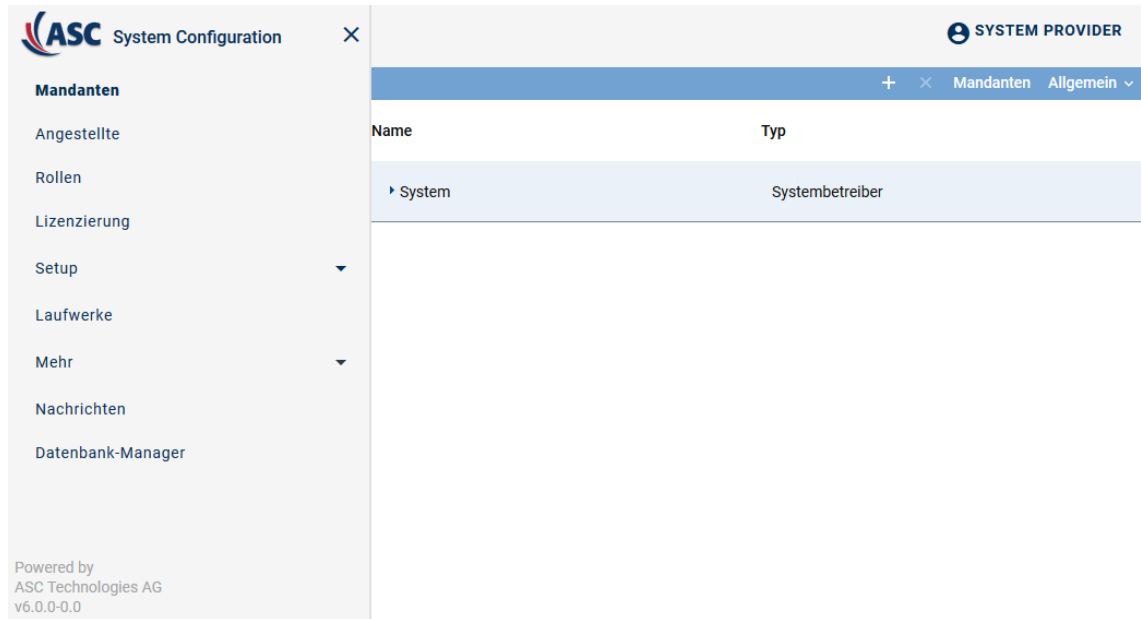 ASC System Configuration
SYSTEM PROVIDER
Mandanten Allgemein
Mandanten
Angestellte
Rollen
Lizenzierung
Setup
Laufwerke
Mehr
Nachrichten
Datenbank-Manager
Powered by
ASC Technologies AG
v6.0.0-0.0
Name Typ
System Systembetreiber